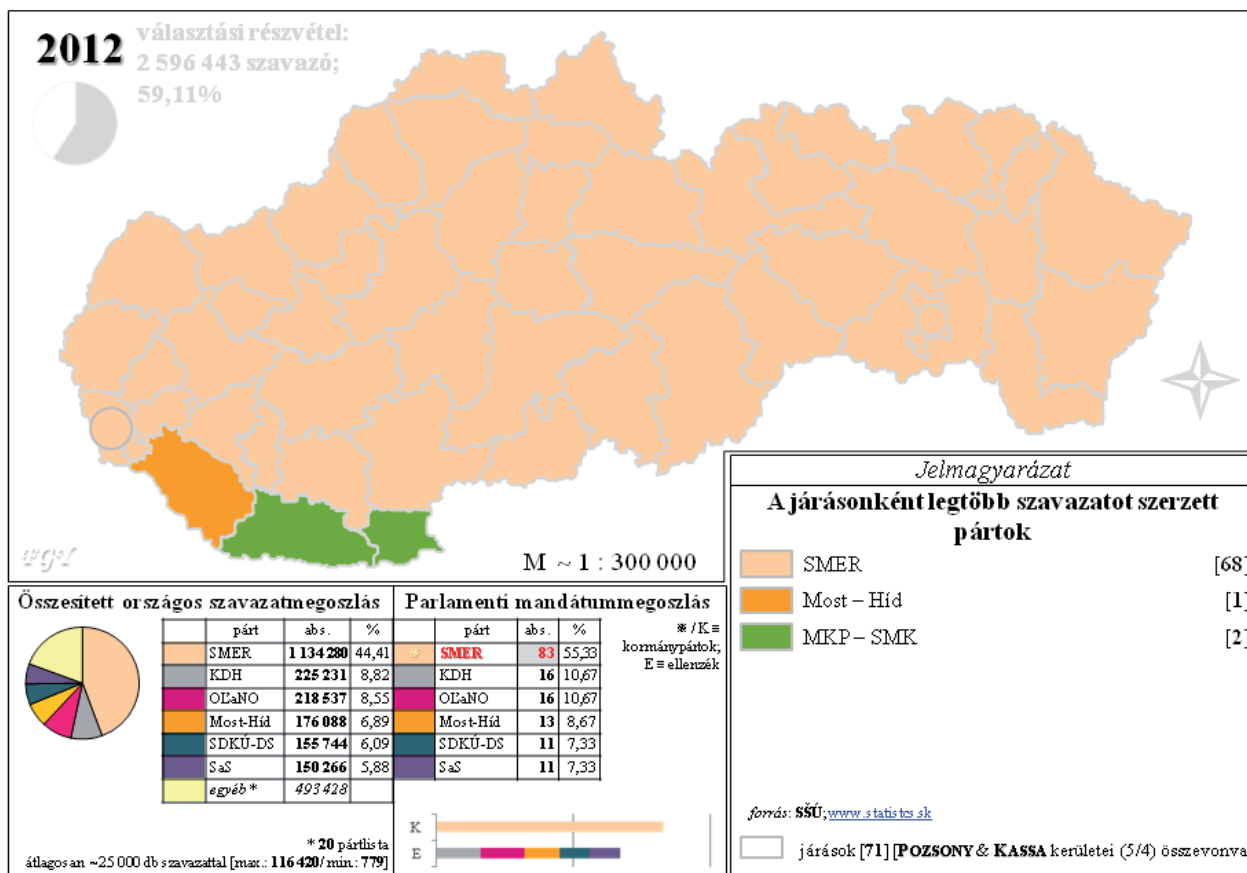 2012
választási részvétel:
2 596 443 szavazó;
59,11%
FGY
M ~ 1 : 300 000
Jelmagyarázat
A járásonként legtöbb szavazatot szerzett
pártok
SMER [68]
Most – Híd [1]
MKP – SMK [2]
forrás: SŠÚ; www.statistcs.sk
járások [71] [POZSONY & KASSA kerületei (5/4) összevonva
Összesített országos szavazatmegoszlás
párt abs. %
SMER 1 134 280 44,41
KDH 225 231 8,82
OĽaNO 218 537 8,55
Most-Híd 176 088 6,89
SDKÚ-DS 155 744 6,09
SaS 150 266 5,88
egyéb * 493 428
* 20 pártlista
átlagosan ~25 000 db szavazattal [max.: 116 420/ min.: 779]
Parlamenti mandátummegoszlás
párt abs. %
※ SMER 83 55,33
KDH 16 10,67
OĽaNO 16 10,67
Most-Híd 13 8,67
SDKÚ-DS 11 7,33
SaS 11 7,33
※ / K ≡
kormánypártok;
E ≡ ellenzék
K
E